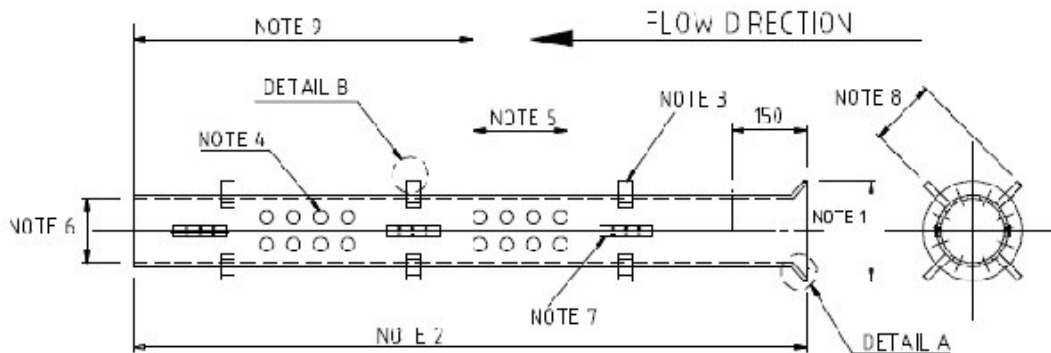 NOTE 9
FLOW DIRECTION
DETAIL B
NOTE 3
NOTE 8
NOTE 5
150
NOTE 4
NOTE 6
NOTE 1
NOTE 7
NOTE 2
DETAIL A